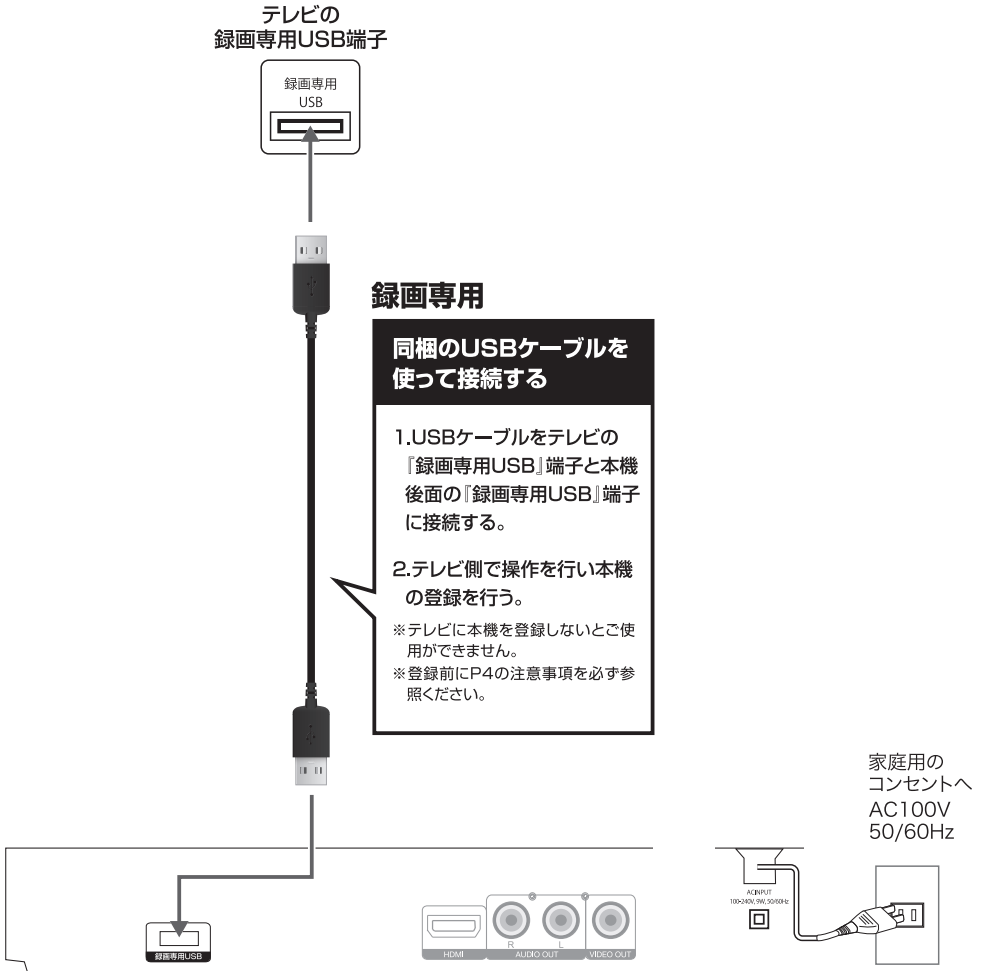 テレビの
録画専用USB端子
録画専用
USB
録画専用
同梱のUSBケーブルを
使って接続する
1.USBケーブルをテレビの
『録画専用USB』端子と本機
後面の『録画専用USB』端子
に接続する。
2.テレビ側で操作を行い本機
の登録を行う。
※テレビに本機を登録しないとご使
用ができません。
※登録前にP4の注意事項を必ず参
照ください。
家庭用の
コンセントへ
AC100V
50/60Hz
AC INPUT
100-240V, 9W, 50/60Hz
録画専用USB
HDMI
R
L
AUDIO OUT
VIDEO OUT